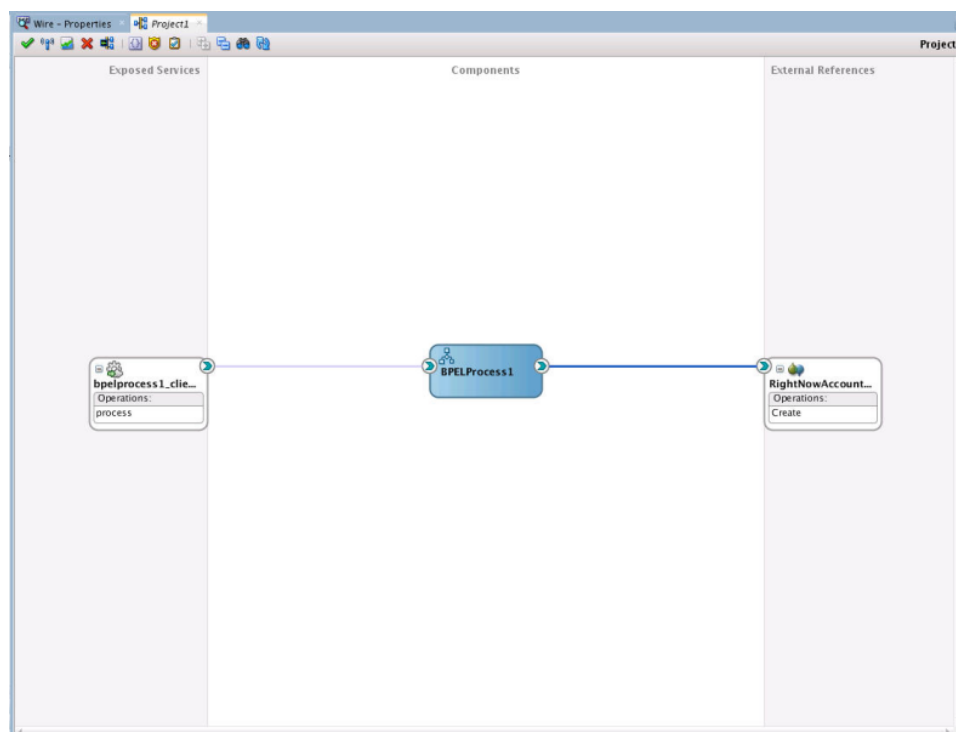 Wire - Properties
Project1
Project
Exposed Services
Components
External References
bpelprocess1_clie...
Operations:
process
BPELProcess1
RightNowAccount...
Operations:
Create